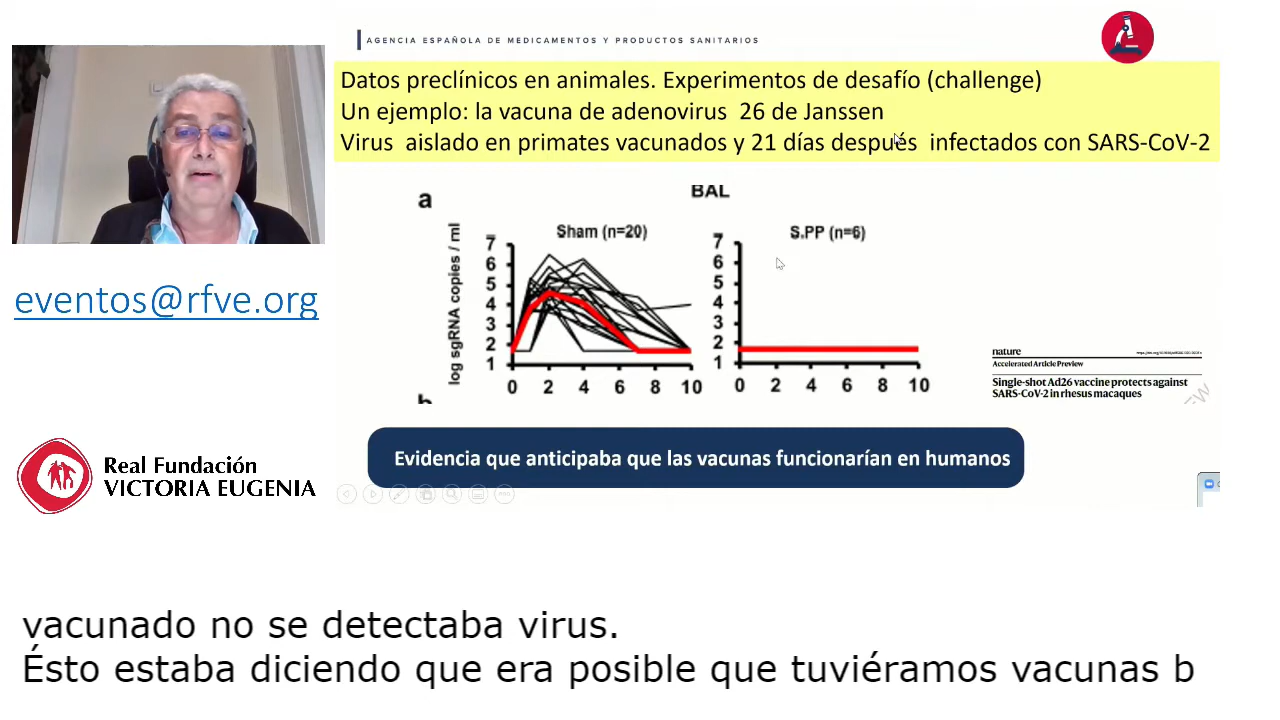 AGENCIA ESPAÑOLA DE MEDICAMENTOS Y PRODUCTOS SANITARIOS
Datos preclínicos en animales. Experimentos de desafío (challenge)
Un ejemplo: la vacuna de adenovirus 26 de Janssen
Virus aislado en primates vacunados y 21 días después infectados con SARS-CoV-2
a
BAL
Sham (n=20)
S.PP (n=6)
log sgRNA copies / ml
7
6
5
4
3
2
1
0 2 4 6 8 10
7
6
5
4
3
2
1
0 2 4 6 8 10
b
nature
Accelerated Article Preview
Single-shot Ad26 vaccine protects against
SARS-CoV-2 in rhesus macaques
Evidencia que anticipaba que las vacunas funcionarían en humanos
eventos@rfve.org
Real Fundación
VICTORIA EUGENIA
vacunado no se detectaba virus.
Ésto estaba diciendo que era posible que tuviéramos vacunas b